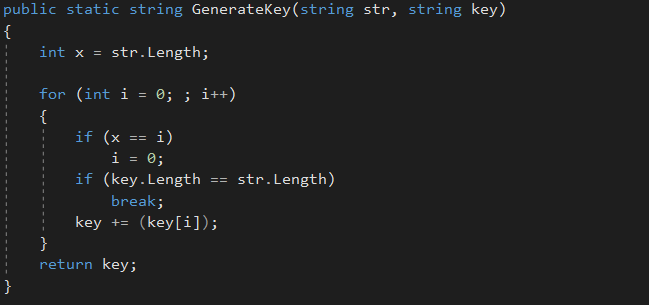 public static string GenerateKey(string str, string key)
{
    int x = str.Length;

    for (int i = 0; ; i++)
    {
        if (x == i)
            i = 0;
        if (key.Length == str.Length)
            break;
        key += (key[i]);
    }
    return key;
}